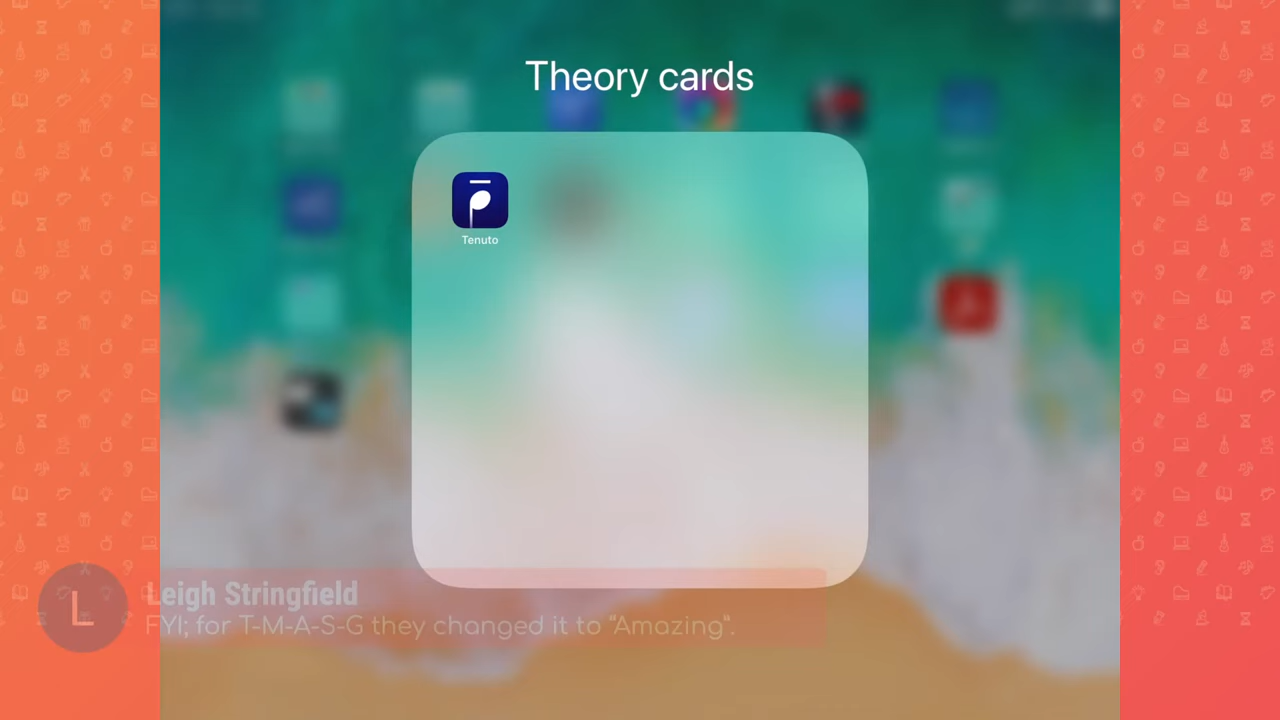 Theory cards
Tenuto
L
Leigh Stringfield
FYI; for T-M-A-S-G they changed it to "Amazing".